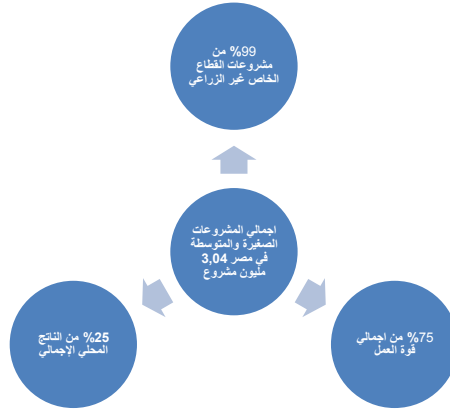 %99 من
مشروعات القطاع
الخاص غير الزراعي
اجمالي المشروعات
الصغيرة والمتوسطة
في مصر 3,04
مليون مشروع
%25 من الناتج
المحلي الإجمالي
%75 من اجمالي
قوة العمل